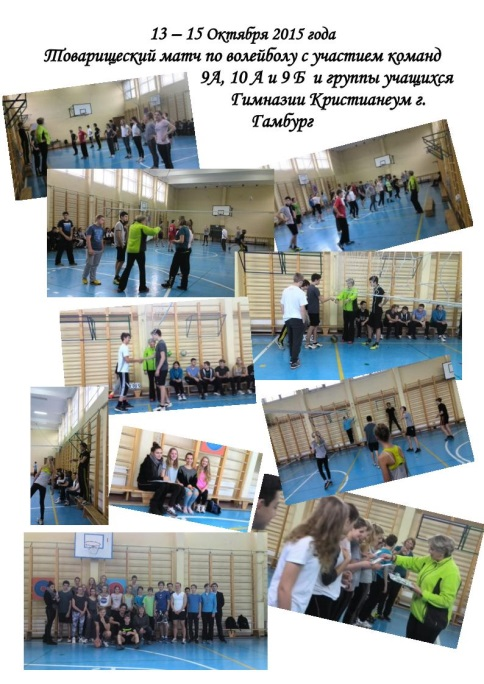 13 – 15 Октября 2015 года
Товарищеский матч по волейболу с участием команд
9А, 10 А и 9 Б и группы учащихся
Гимназии Кристианеум г.
Гамбург